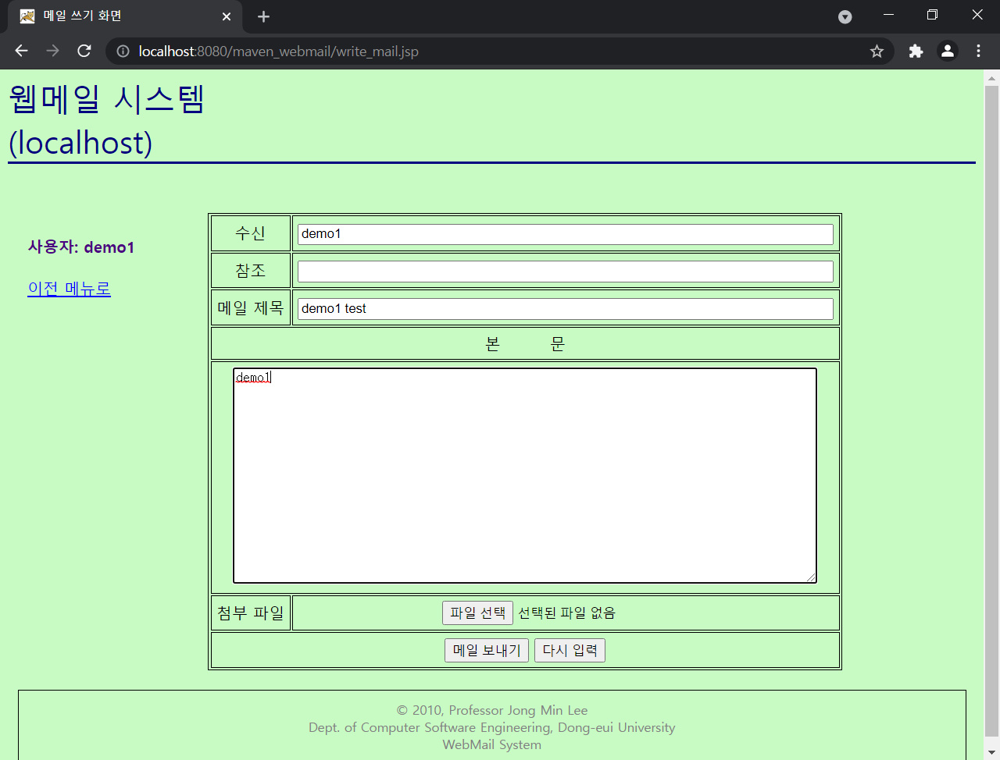 메일 쓰기 화면
localhost:8080/maven_webmail/write_mail.jsp
웹메일 시스템
(localhost)
사용자: demo1
이전 메뉴로
수신 demo1
참조
메일 제목 demo1 test
본 문
demo1
첨부 파일 파일 선택 선택된 파일 없음
메일 보내기 다시 입력
© 2010, Professor Jong Min Lee
Dept. of Computer Software Engineering, Dong-eui University
WebMail System